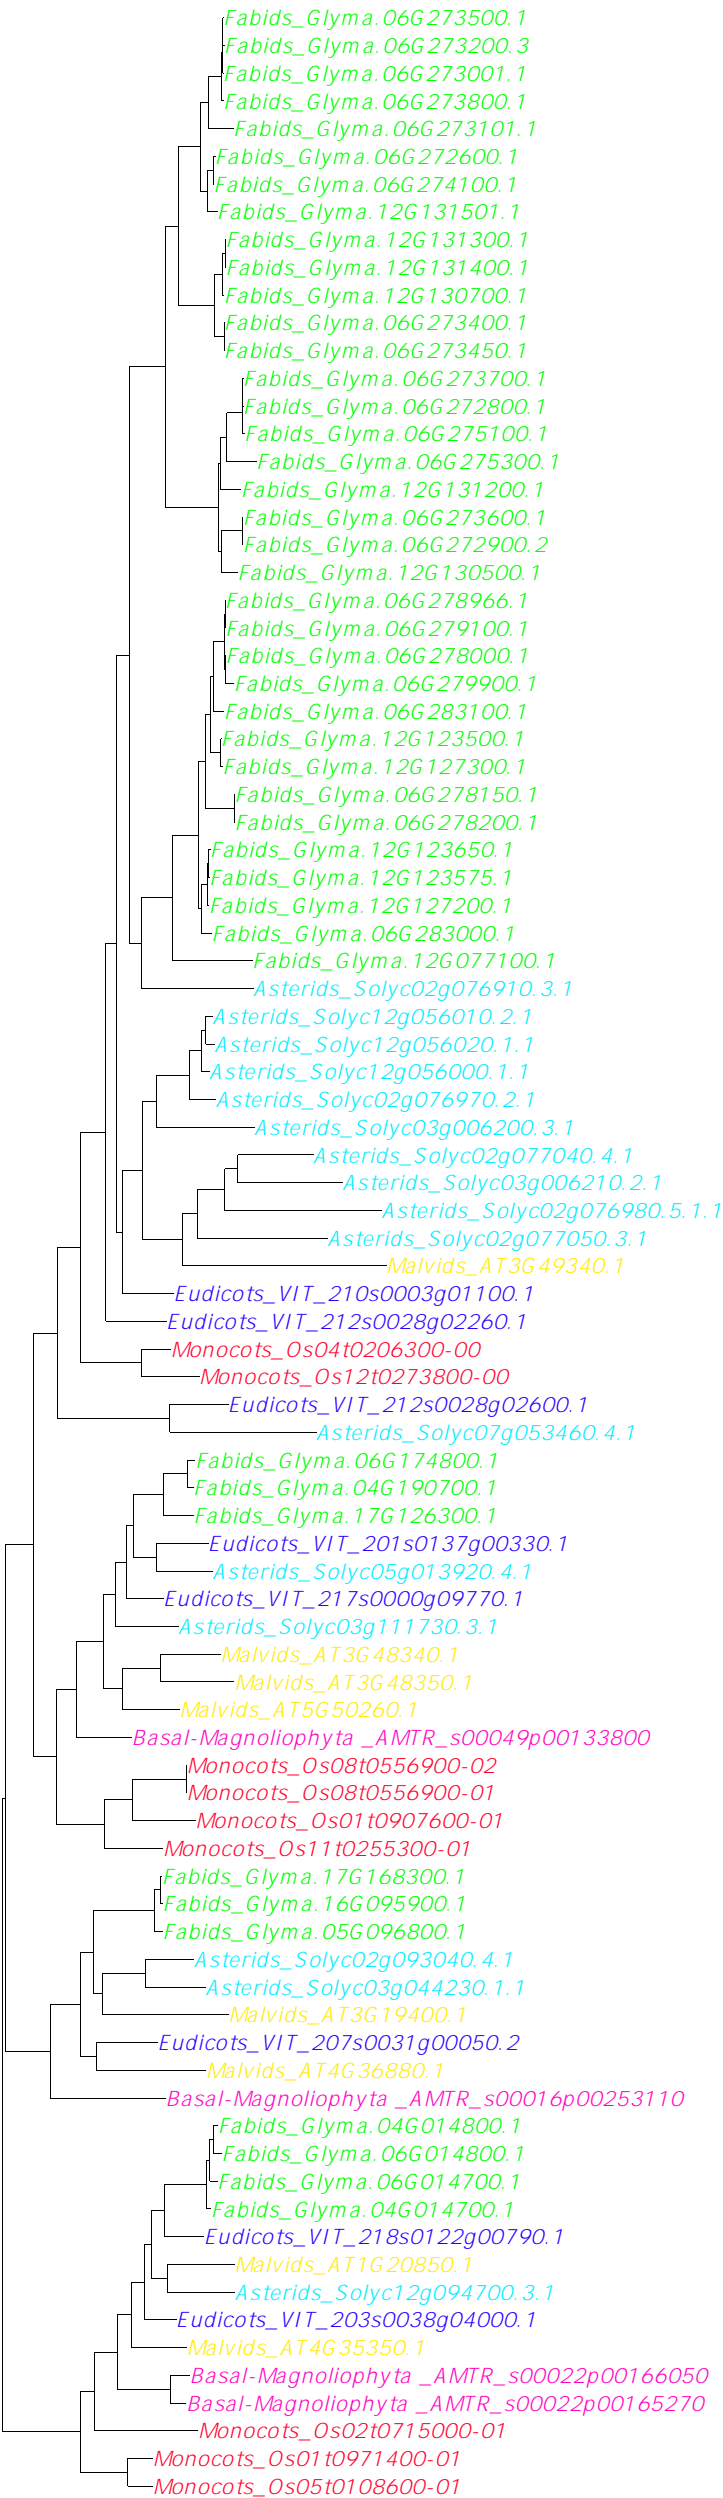 Fabids_Glyma.06G273500.1
Fabids_Glyma.06G273200.3
Fabids_Glyma.06G273001.1
Fabids_Glyma.06G273800.1
Fabids_Glyma.06G273101.1
Fabids_Glyma.06G272600.1
Fabids_Glyma.06G274100.1
Fabids_Glyma.12G131501.1
Fabids_Glyma.12G131300.1
Fabids_Glyma.12G131400.1
Fabids_Glyma.12G130700.1
Fabids_Glyma.06G273400.1
Fabids_Glyma.06G273450.1
Fabids_Glyma.06G273700.1
Fabids_Glyma.06G272800.1
Fabids_Glyma.06G275100.1
Fabids_Glyma.06G275300.1
Fabids_Glyma.12G131200.1
Fabids_Glyma.06G273600.1
Fabids_Glyma.06G272900.2
Fabids_Glyma.12G130500.1
Fabids_Glyma.06G278966.1
Fabids_Glyma.06G279100.1
Fabids_Glyma.06G278000.1
Fabids_Glyma.06G279900.1
Fabids_Glyma.06G283100.1
Fabids_Glyma.12G123500.1
Fabids_Glyma.12G127300.1
Fabids_Glyma.06G278150.1
Fabids_Glyma.06G278200.1
Fabids_Glyma.12G123650.1
Fabids_Glyma.12G123575.1
Fabids_Glyma.12G127200.1
Fabids_Glyma.06G283000.1
Fabids_Glyma.12G077100.1
Asterids_Solyc02g076910.3.1
Asterids_Solyc12g056010.2.1
Asterids_Solyc12g056020.1.1
Asterids_Solyc12g056000.1.1
Asterids_Solyc02g076970.2.1
Asterids_Solyc03g006200.3.1
Asterids_Solyc02g077040.4.1
Asterids_Solyc03g006210.2.1
Asterids_Solyc02g076980.5.1.1
Asterids_Solyc02g077050.3.1
Malvids_AT3G49340.1
Eudicots_VIT_210s0003g01100.1
Eudicots_VIT_212s0028g02260.1
Monocots_Os04t0206300-00
Monocots_Os12t0273800-00
Eudicots_VIT_212s0028g02600.1
Asterids_Solyc07g053460.4.1
Fabids_Glyma.06G174800.1
Fabids_Glyma.04G190700.1
Fabids_Glyma.17G126300.1
Eudicots_VIT_201s0137g00330.1
Asterids_Solyc05g013920.4.1
Eudicots_VIT_217s0000g09770.1
Asterids_Solyc03g111730.3.1
Malvids_AT3G48340.1
Malvids_AT3G48350.1
Malvids_AT5G50260.1
Basal-Magnoliophyta _AMTR_s00049p00133800
Monocots_Os08t0556900-02
Monocots_Os08t0556900-01
Monocots_Os01t0907600-01
Monocots_Os11t0255300-01
Fabids_Glyma.17G168300.1
Fabids_Glyma.16G095900.1
Fabids_Glyma.05G096800.1
Asterids_Solyc02g093040.4.1
Asterids_Solyc03g044230.1.1
Malvids_AT3G19400.1
Eudicots_VIT_207s0031g00050.2
Malvids_AT4G36880.1
Basal-Magnoliophyta _AMTR_s00016p00253110
Fabids_Glyma.04G014800.1
Fabids_Glyma.06G014800.1
Fabids_Glyma.06G014700.1
Fabids_Glyma.04G014700.1
Eudicots_VIT_218s0122g00790.1
Malvids_AT1G20850.1
Asterids_Solyc12g094700.3.1
Eudicots_VIT_203s0038g04000.1
Malvids_AT4G35350.1
Basal-Magnoliophyta _AMTR_s00022p00166050
Basal-Magnoliophyta _AMTR_s00022p00165270
Monocots_Os02t0715000-01
Monocots_Os01t0971400-01
Monocots_Os05t0108600-01